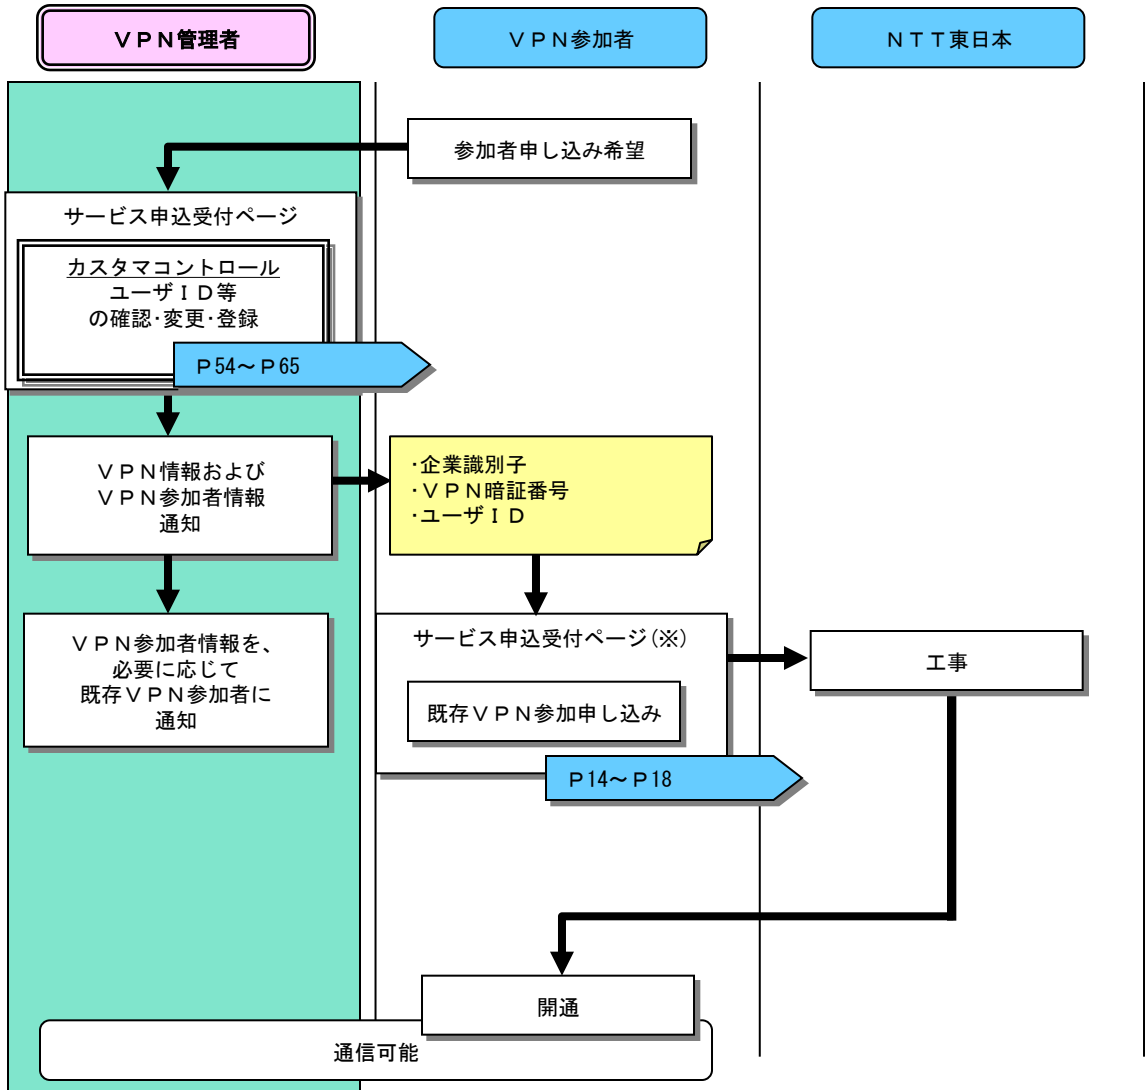 ＶＰＮ管理者
ＶＰＮ参加者
ＮＴＴ東日本
参加者申し込み希望
サービス申込受付ページ
カスタマコントロール
ユーザＩＤ等
の確認･変更･登録
Ｐ54～Ｐ65
ＶＰＮ情報および
ＶＰＮ参加者情報
通知
･企業識別子
･ＶＰＮ暗証番号
･ユーザＩＤ
ＶＰＮ参加者情報を、
必要に応じて
既存ＶＰＮ参加者に
通知
サービス申込受付ページ(※)
既存ＶＰＮ参加申し込み
Ｐ14～Ｐ18
工事
開通
通信可能